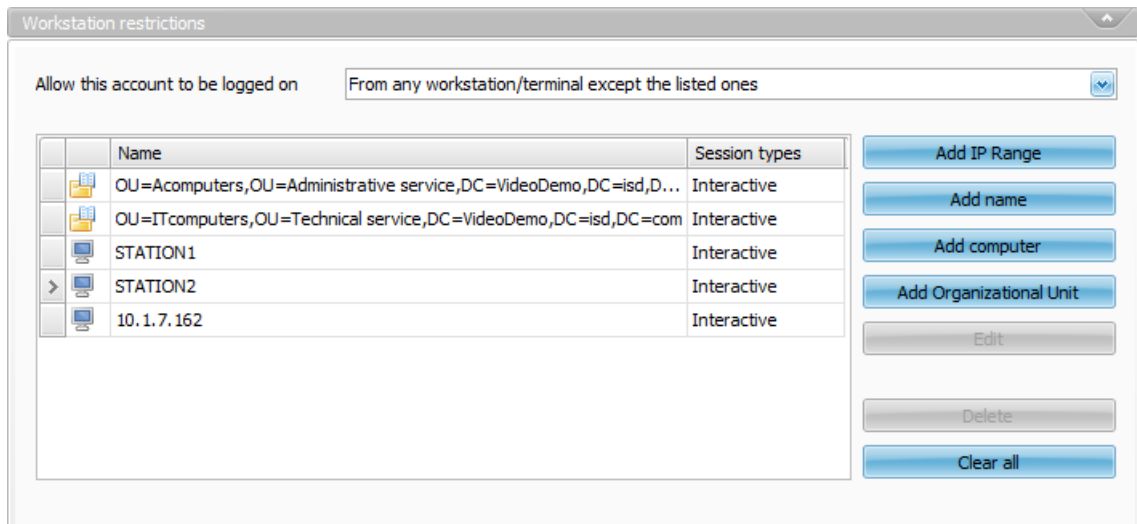 Workstation restrictions
Allow this account to be logged on From any workstation/terminal except the listed ones
Name Session types
OU=Acomputers,OU=Administrative service,DC=VideoDemo,DC=isd,D... Interactive
OU=ITcomputers,OU=Technical service,DC=VideoDemo,DC=isd,DC=com Interactive
STATION1 Interactive
STATION2 Interactive
10.1.7.162 Interactive
Add IP Range
Add name
Add computer
Add Organizational Unit
Edit
Delete
Clear all